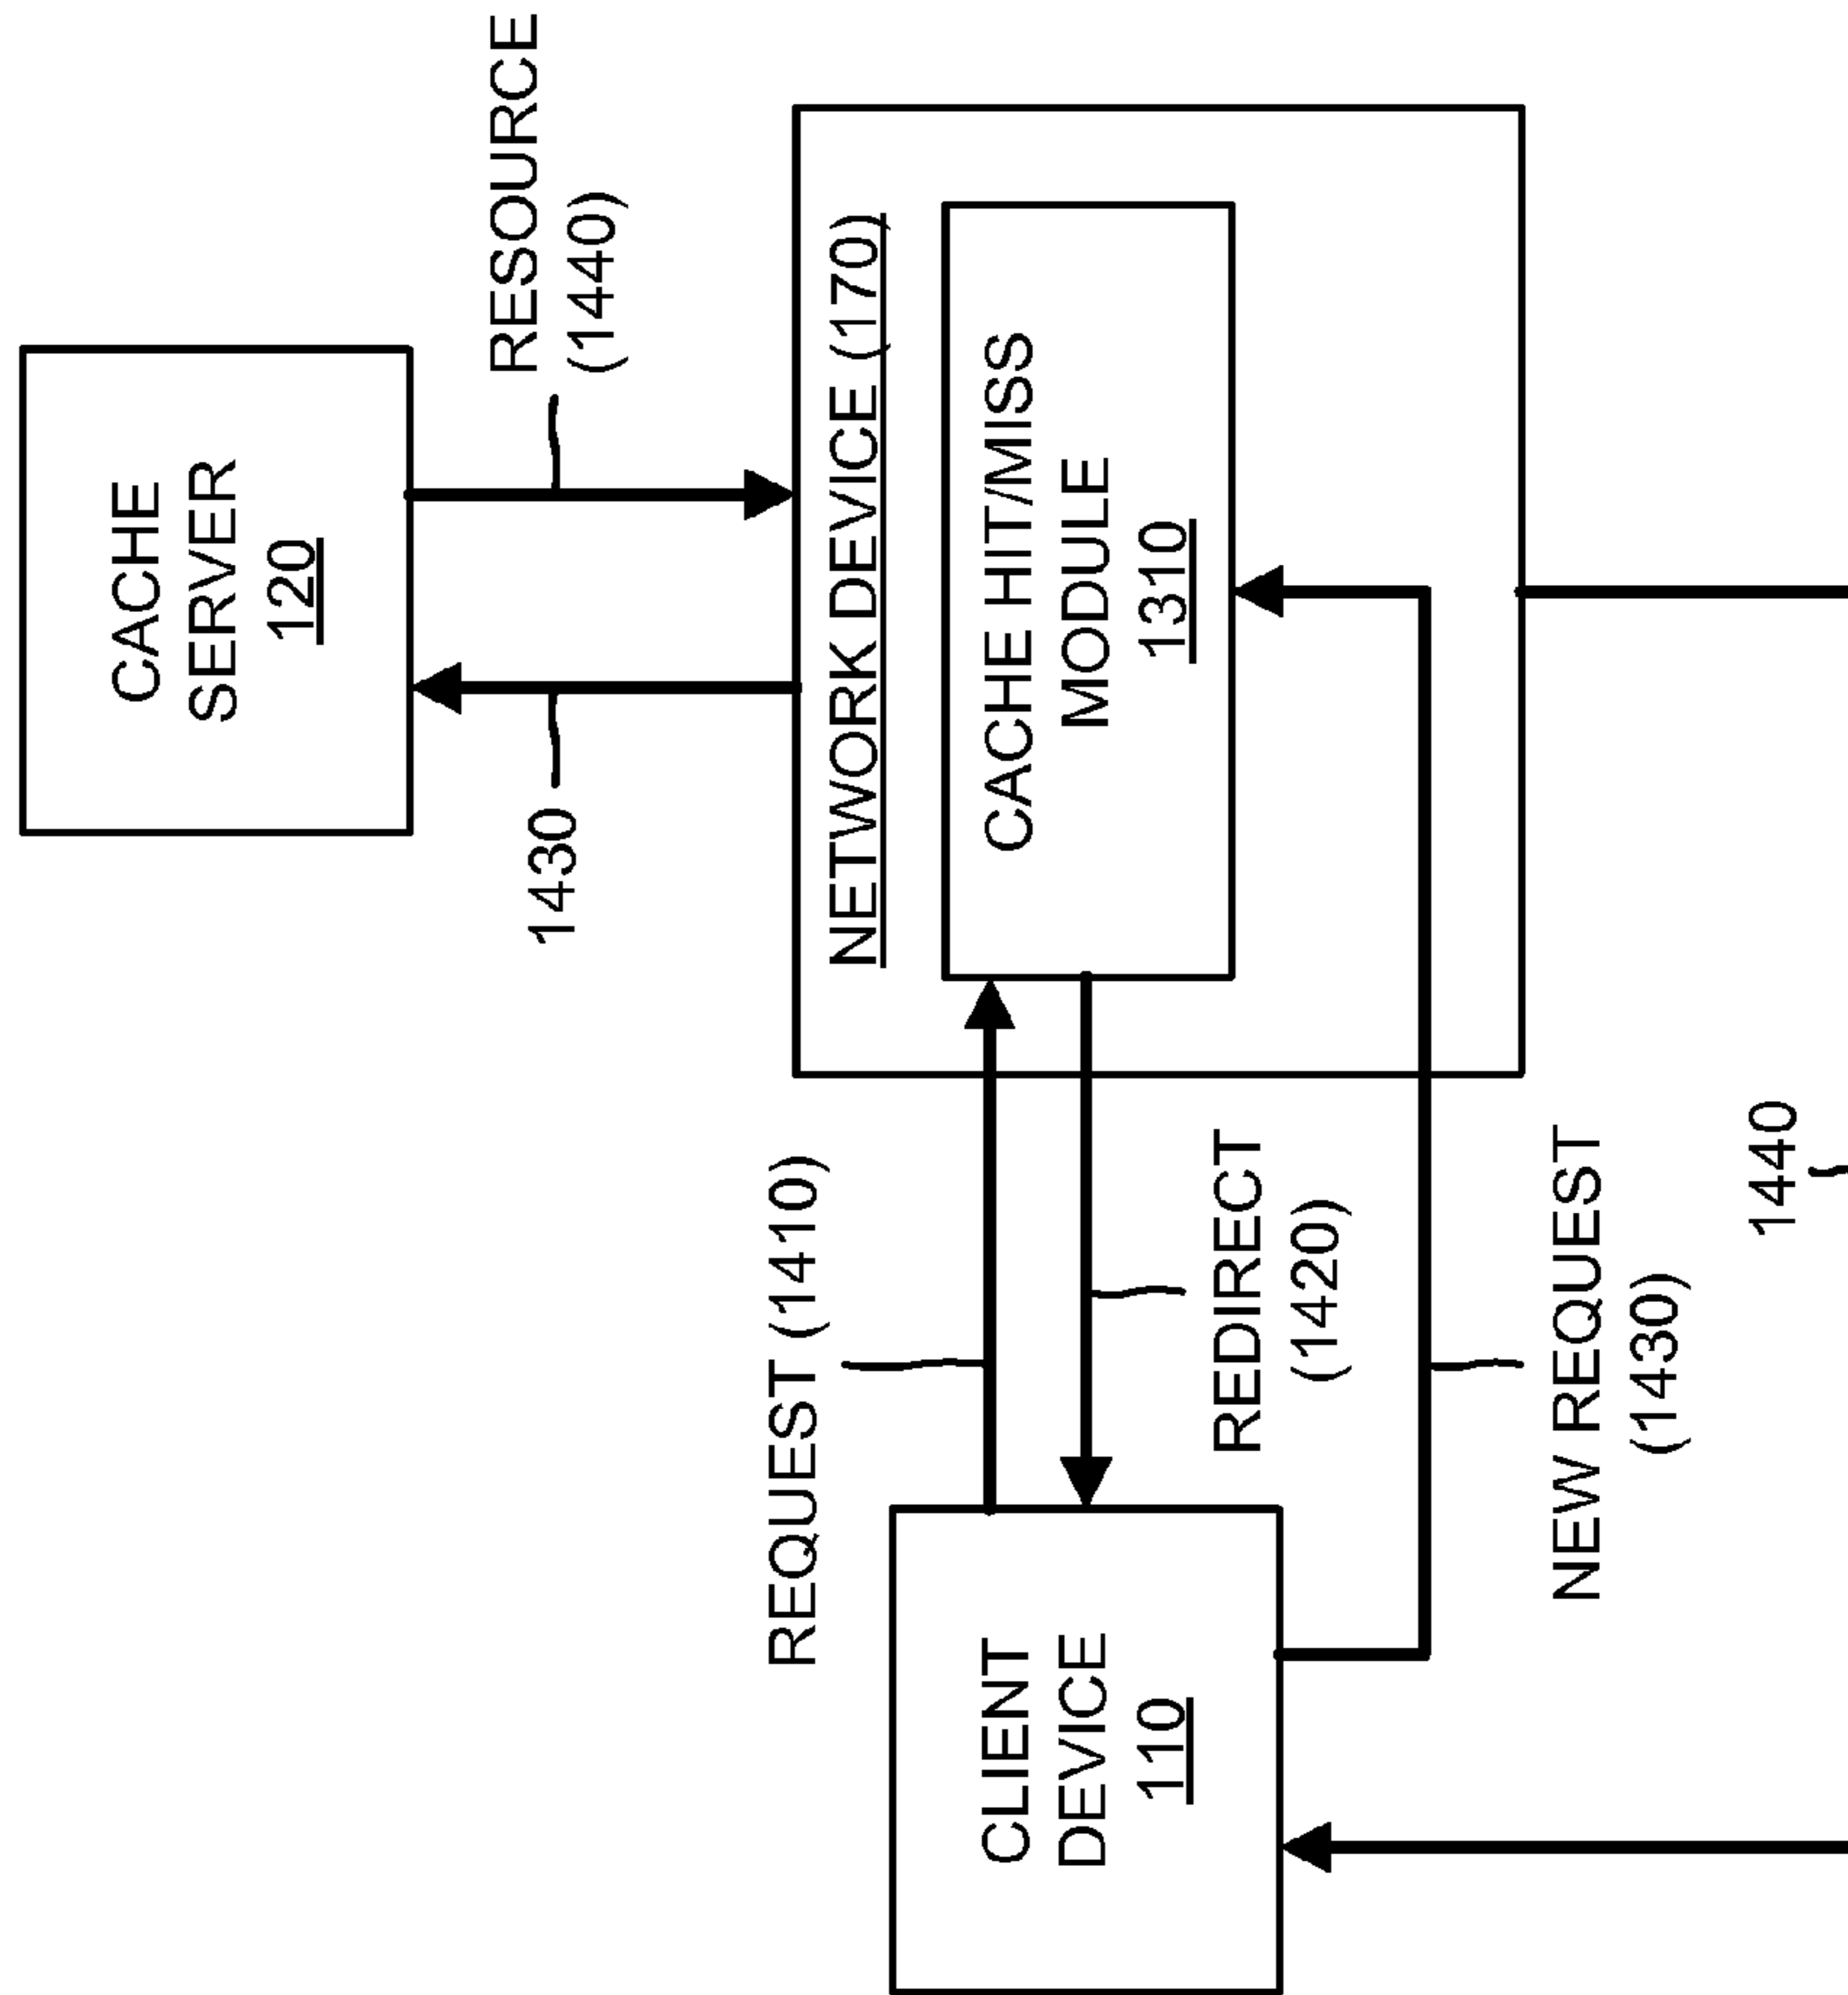 REQUEST (1410)
CLIENT
DEVICE
110
REDIRECT
(1420)
NEW REQUEST
(1430)
1440
NETWORK DEVICE (170)
CACHE HIT/MISS
MODULE
1310
1430
RESOURCE
(1440)
CACHE
SERVER
120